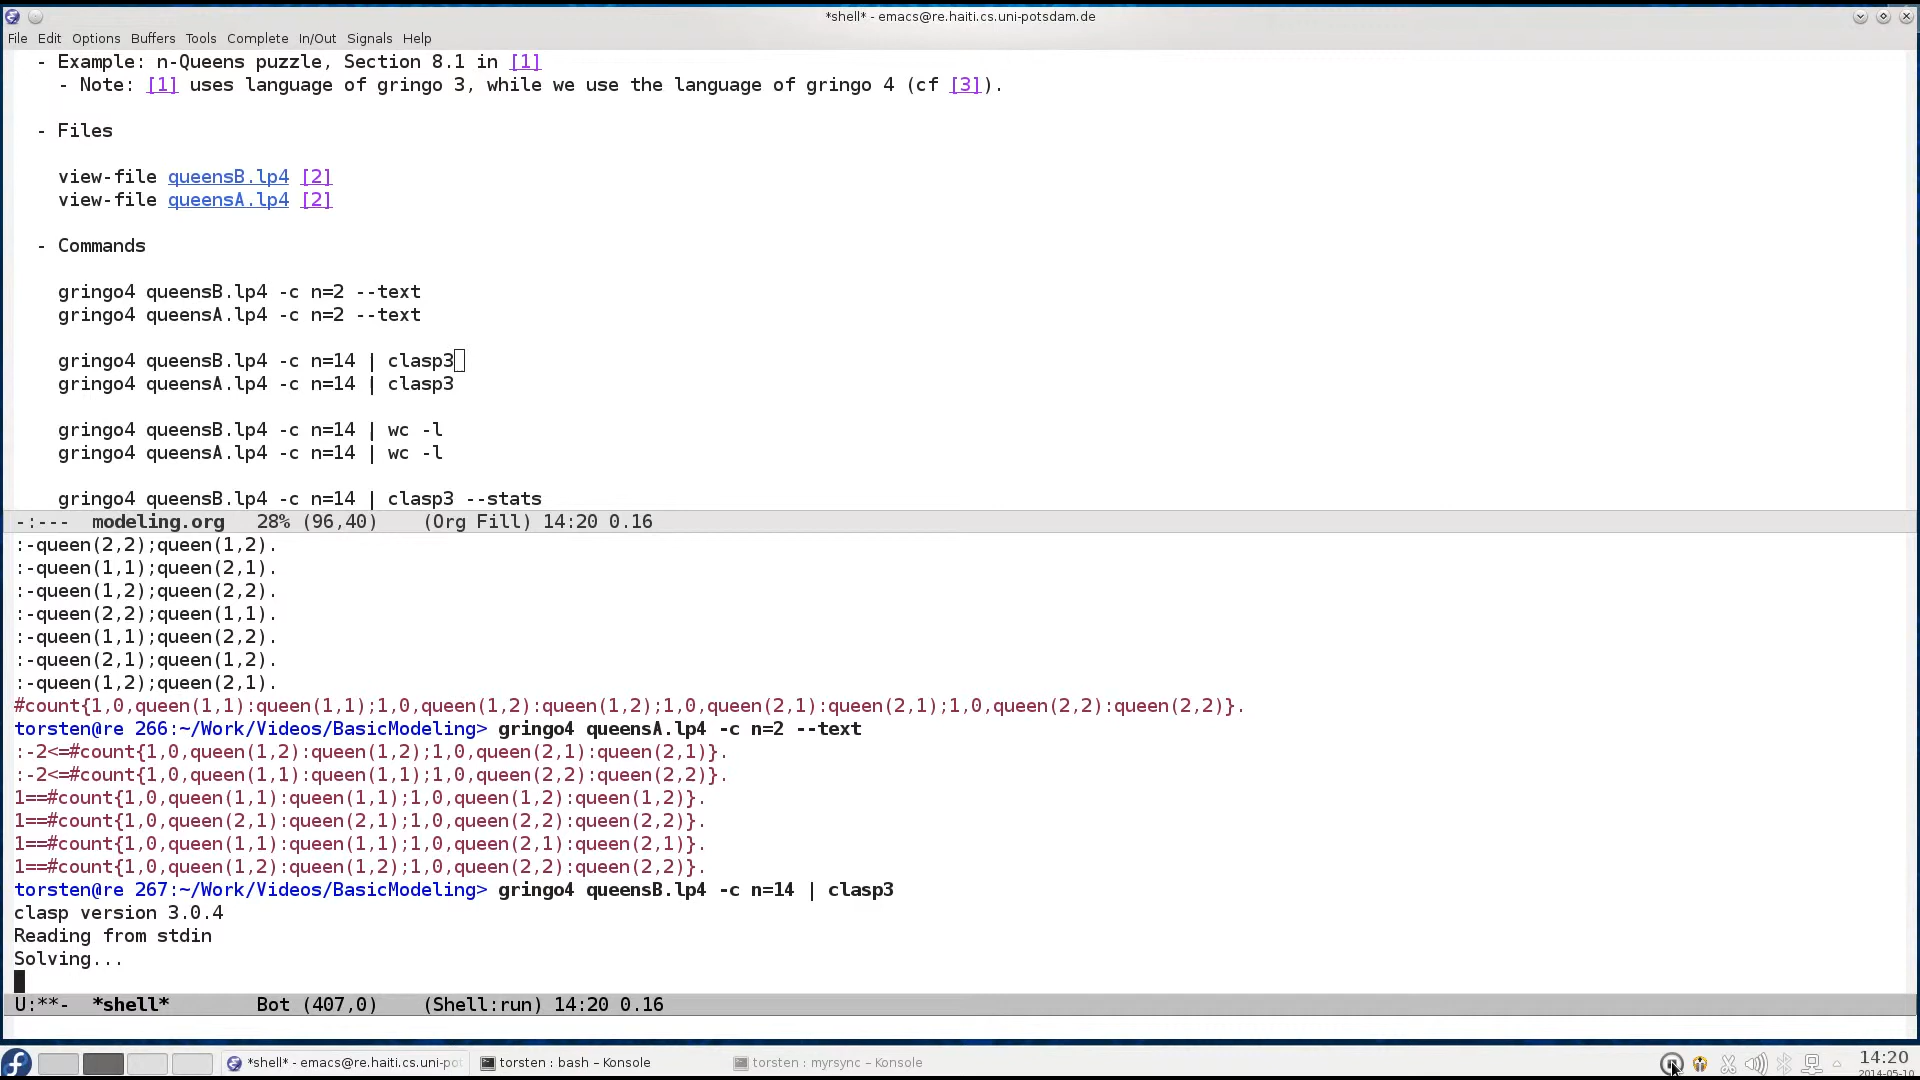 *shell* - emacs@re.haiti.cs.uni-potsdam.de
File Edit Options Buffers Tools Complete In/Out Signals Help
- Example: n-Queens puzzle, Section 8.1 in [1]
- Note: [1] uses language of gringo 3, while we use the language of gringo 4 (cf [3]).
- Files
view-file queensB.lp4 [2]
view-file queensA.lp4 [2]
- Commands
gringo4 queensB.lp4 -c n=2 --text
gringo4 queensA.lp4 -c n=2 --text
gringo4 queensB.lp4 -c n=14 | clasp3
gringo4 queensA.lp4 -c n=14 | clasp3
gringo4 queensB.lp4 -c n=14 | wc -l
gringo4 queensA.lp4 -c n=14 | wc -l
gringo4 queensB.lp4 -c n=14 | clasp3 --stats
-:--- modeling.org 28% (96,40) (Org Fill) 14:20 0.16
:-queen(2,2);queen(1,2).
:-queen(1,1);queen(2,1).
:-queen(1,2);queen(2,2).
:-queen(2,2);queen(1,1).
:-queen(1,1);queen(2,2).
:-queen(2,1);queen(1,2).
:-queen(1,2);queen(2,1).
#count{1,0,queen(1,1):queen(1,1);1,0,queen(1,2):queen(1,2);1,0,queen(2,1):queen(2,1);1,0,queen(2,2):queen(2,2)}.
torsten@re 266:~/Work/Videos/BasicModeling> gringo4 queensA.lp4 -c n=2 --text
:-2<=#count{1,0,queen(1,2):queen(1,2);1,0,queen(2,1):queen(2,1)}.
:-2<=#count{1,0,queen(1,1):queen(1,1);1,0,queen(2,2):queen(2,2)}.
1==#count{1,0,queen(1,1):queen(1,1);1,0,queen(1,2):queen(1,2)}.
1==#count{1,0,queen(2,1):queen(2,1);1,0,queen(2,2):queen(2,2)}.
1==#count{1,0,queen(1,1):queen(1,1);1,0,queen(2,1):queen(2,1)}.
1==#count{1,0,queen(1,2):queen(1,2);1,0,queen(2,2):queen(2,2)}.
torsten@re 267:~/Work/Videos/BasicModeling> gringo4 queensB.lp4 -c n=14 | clasp3
clasp version 3.0.4
Reading from stdin
Solving...
U:**- *shell* Bot (407,0) (Shell:run) 14:20 0.16
*shell* - emacs@re.haiti.cs.uni-pot torsten : bash – Konsole torsten : myrsync – Konsole 14:20
2014-05-10